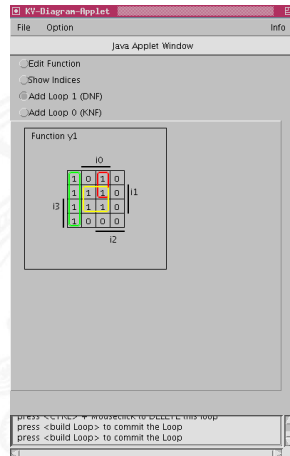 KV-Diagram-Applet
File Option Info
Java Applet Window
Edit Function
Show Indices
Add Loop 1 (DNF)
Add Loop 0 (KNF)
Function y1
i0
1 0 1 0
1 1 1 0
i1
i3
1 1 1 0
1 0 0 0
i2
press <CTRL> + Mouseclick to DELETE this loop
press <build Loop> to commit the Loop
press <build Loop> to commit the Loop